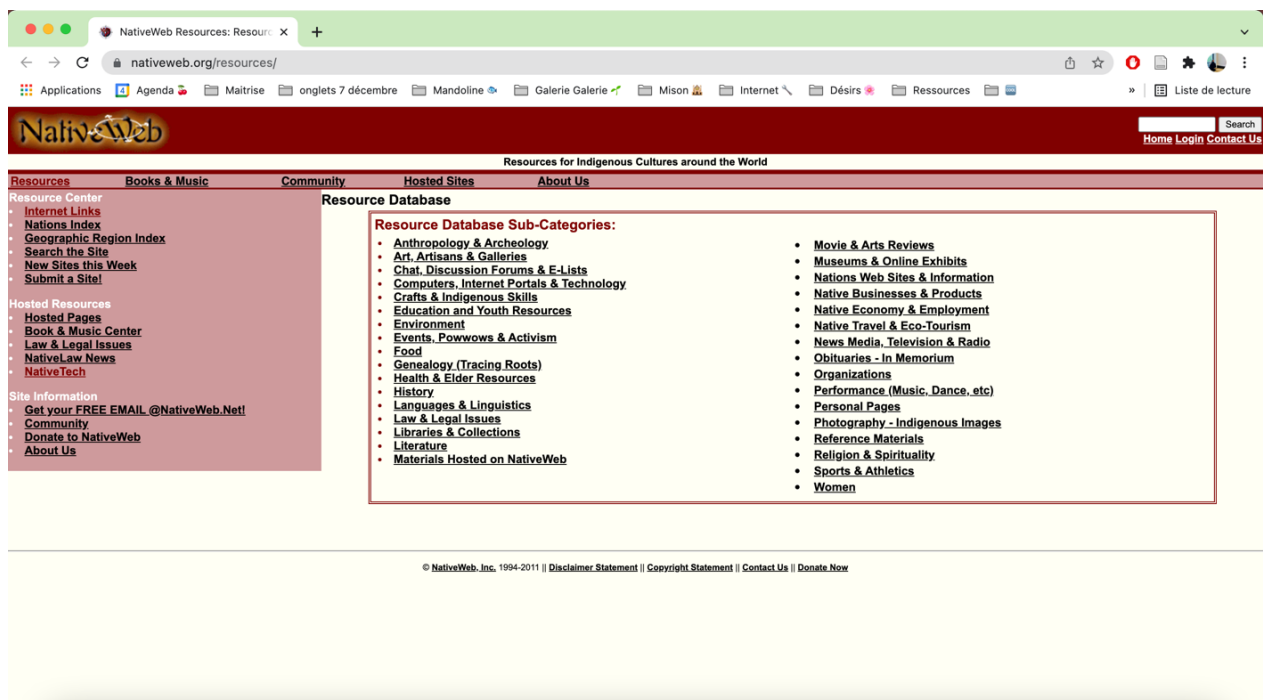 NativeWeb Resources: Resourc
nativeweb.org/resources/
Applications Agenda Maitrise onglets 7 décembre Mandoline Galerie Galerie Mison Internet Désirs Ressources » Liste de lecture
NativeWeb
Search
Home Login Contact Us
Resources for Indigenous Cultures around the World
Resources Books & Music Community Hosted Sites About Us
Resource Center
Internet Links
Nations Index
Geographic Region Index
Search the Site
New Sites this Week
Submit a Site!
Hosted Resources
Hosted Pages
Book & Music Center
Law & Legal Issues
NativeLaw News
NativeTech
Site Information
Get your FREE EMAIL @NativeWeb.Net!
Community
Donate to NativeWeb
About Us
Resource Database
Resource Database Sub-Categories:
Anthropology & Archeology
Art, Artisans & Galleries
Chat, Discussion Forums & E-Lists
Computers, Internet Portals & Technology
Crafts & Indigenous Skills
Education and Youth Resources
Environment
Events, Powwows & Activism
Food
Genealogy (Tracing Roots)
Health & Elder Resources
History
Languages & Linguistics
Law & Legal Issues
Libraries & Collections
Literature
Materials Hosted on NativeWeb
Movie & Arts Reviews
Museums & Online Exhibits
Nations Web Sites & Information
Native Businesses & Products
Native Economy & Employment
Native Travel & Eco-Tourism
News Media, Television & Radio
Obituaries - In Memorium
Organizations
Performance (Music, Dance, etc)
Personal Pages
Photography - Indigenous Images
Reference Materials
Religion & Spirituality
Sports & Athletics
Women
© NativeWeb, Inc. 1994-2011 || Disclaimer Statement || Copyright Statement || Contact Us || Donate Now